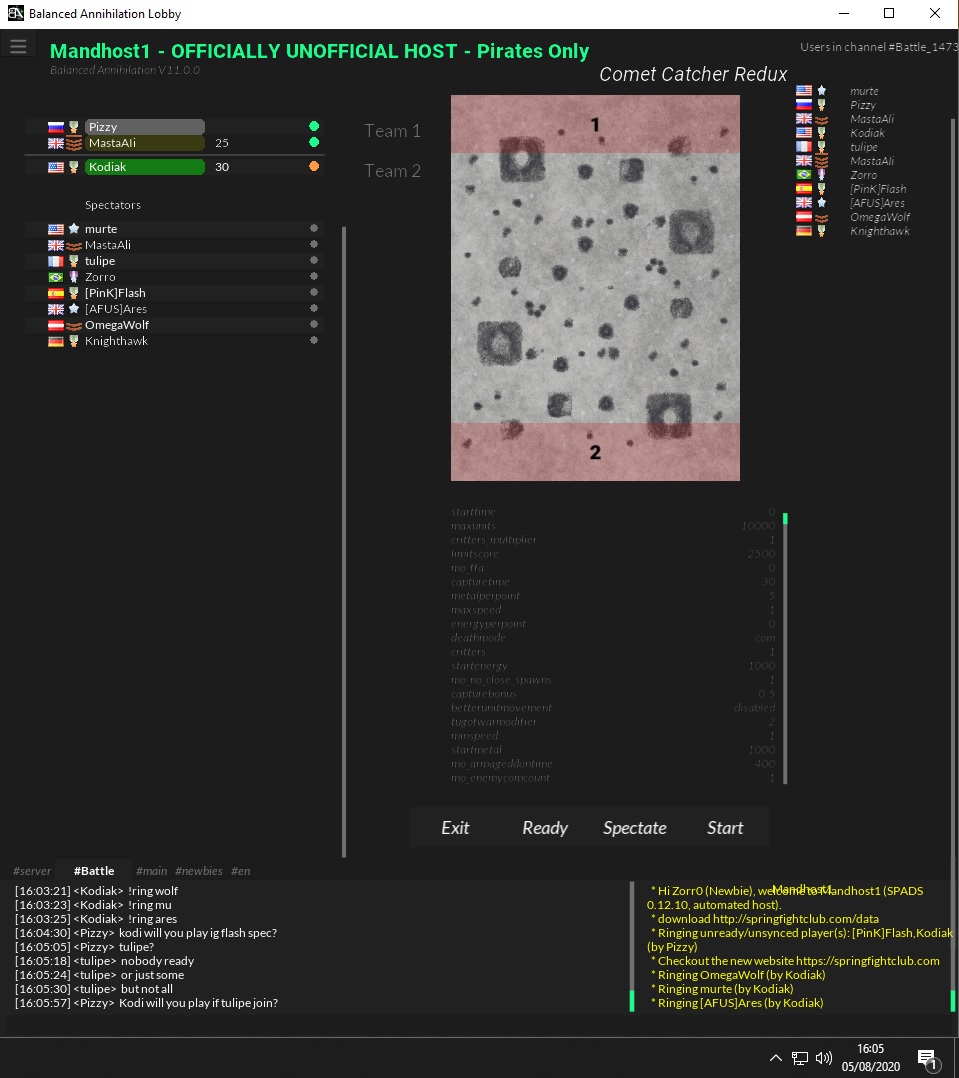 Balanced Annihilation Lobby
Mandhost1 - OFFICIALLY UNOFFICIAL HOST - Pirates Only
Balanced Annihilation V11.0.0
Users in channel #Battle_1473
Comet Catcher Redux
Pizzy
MastaAli 25
Kodiak 30
Team 1
Team 2
Spectators
murte
MastaAli
tulipe
Zorro
[PinK]Flash
[AFUS]Ares
OmegaWolf
Knighthawk
1
2
murte
Pizzy
MastaAli
Kodiak
tulipe
MastaAli
Zorro
[PinK]Flash
[AFUS]Ares
OmegaWolf
Knighthawk
starttime 0
maxunits 10000
critters_multiplier 1
limitscore 2500
mo_ffa 0
capturetime 30
metalperpoint 5
maxspeed 1
energyperpoint 0
deathmode com
critters 1
startenergy 1000
mo_no_close_spawns 1
capturebonus 0.5
betterunitmovement disabled
tugofwarmodifier 2
minspeed 1
startmetal 1000
mo_armageddontime -400
mo_enemycomcount 1
Exit Ready Spectate Start
#server #Battle #main #newbies #en
[16:03:21] <Kodiak> !ring wolf
[16:03:23] <Kodiak> !ring mu
[16:03:25] <Kodiak> !ring ares
[16:04:30] <Pizzy> kodi will you play ig flash spec?
[16:05:05] <Pizzy> tulipe?
[16:05:18] <tulipe> nobody ready
[16:05:24] <tulipe> or just some
[16:05:30] <tulipe> but not all
[16:05:57] <Pizzy> Kodi will you play if tulipe join?
Mandhost1
* Hi Zorr0 (Newbie), welcome to Mandhost1 (SPADS
0.12.10, automated host).
* download http://springfightclub.com/data
* Ringing unready/unsynced player(s): [PinK]Flash,Kodiak
(by Pizzy)
* Checkout the new website https://springfightclub.com
* Ringing OmegaWolf (by Kodiak)
* Ringing murte (by Kodiak)
* Ringing [AFUS]Ares (by Kodiak)
16:05
05/08/2020
1